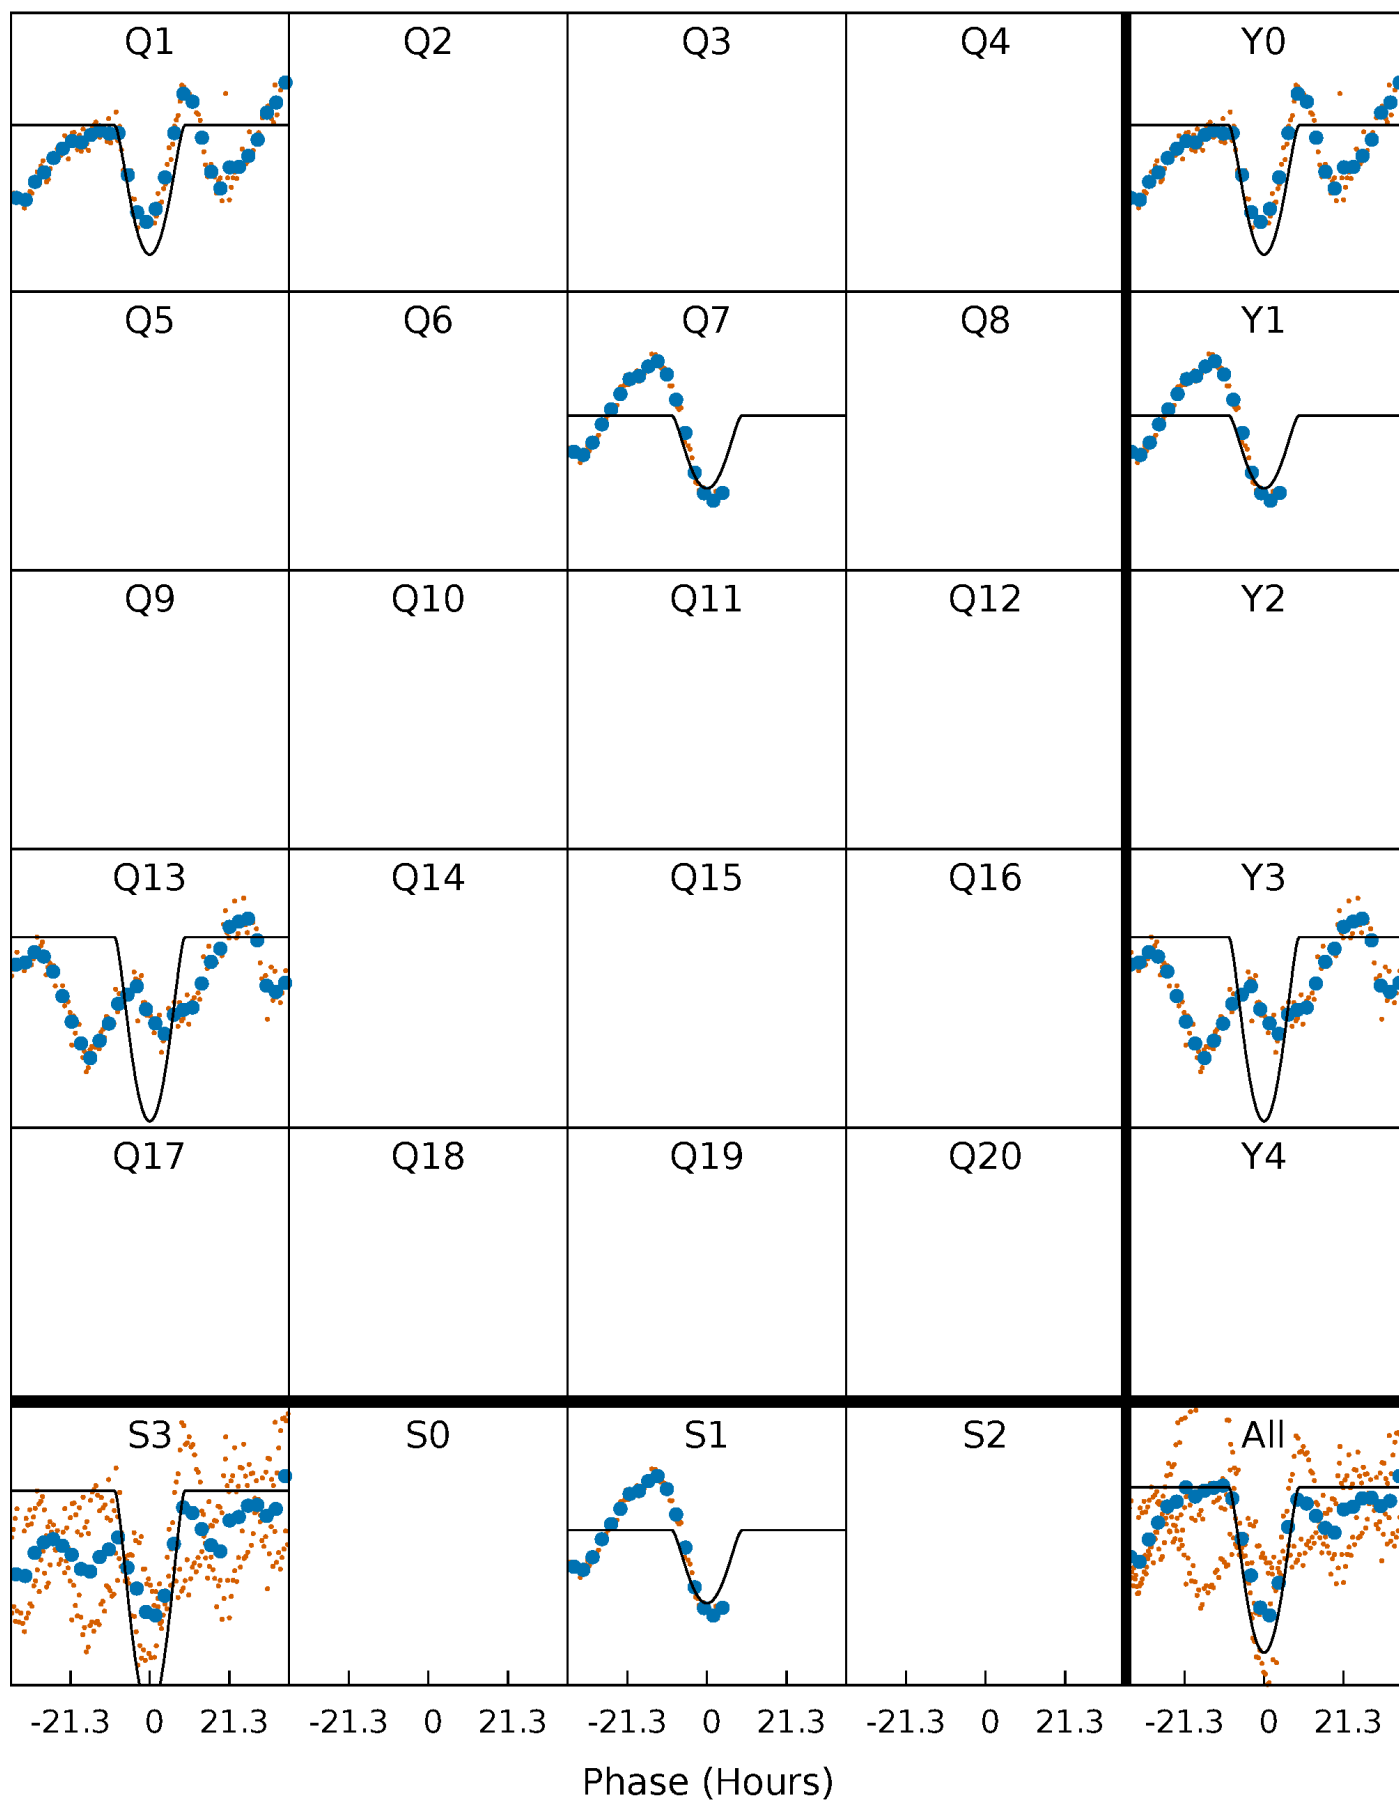 Q1 Q2 Q3 Q4 Y0
Q5 Q6 Q7 Q8 Y1
Q9 Q10 Q11 Q12 Y2
Q13 Q14 Q15 Q16 Y3
Q17 Q18 Q19 Q20 Y4
S3 S0 S1 S2 All
-21.3 0 21.3 -21.3 0 21.3 -21.3 0 21.3 -21.3 0 21.3 -21.3 0 21.3
Phase (Hours)